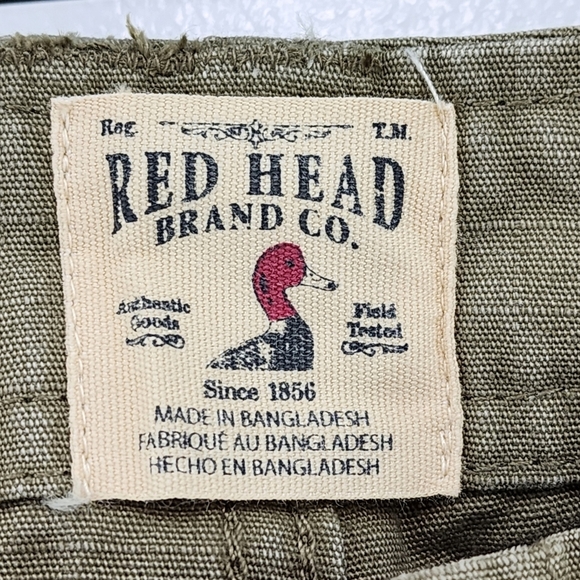 Reg. T.M.
RED HEAD
BRAND CO.
Authentic
Goods
Field
Tested
Since 1856
MADE IN BANGLADESH
FABRIQUÉ AU BANGLADESH
HECHO EN BANGLADESH